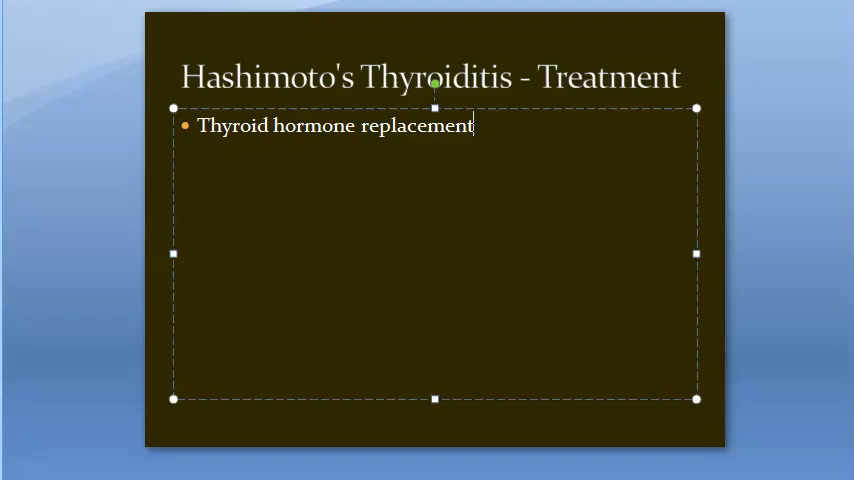 Hashimoto's Thyroiditis - Treatment
Thyroid hormone replacement